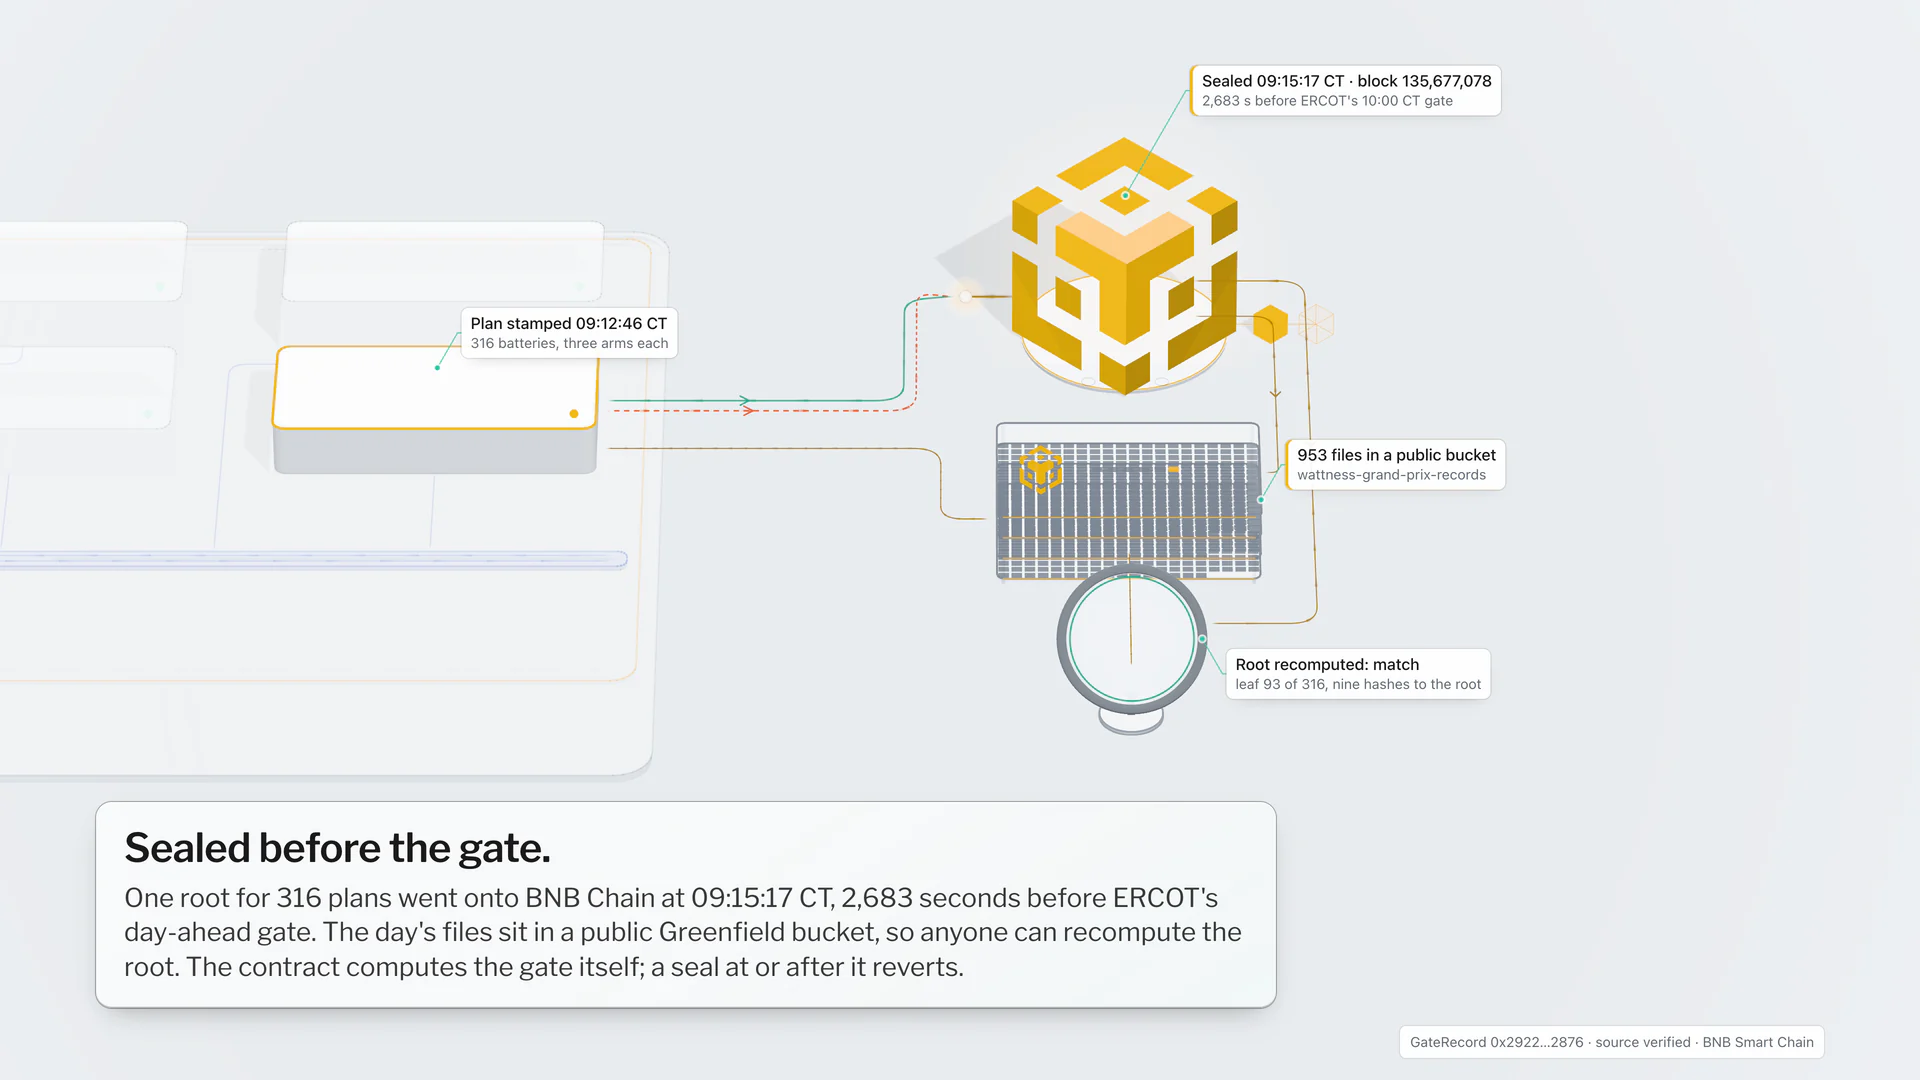 Sealed 09:15:17 CT · block 135,677,078
2,683 s before ERCOT's 10:00 CT gate
Plan stamped 09:12:46 CT
316 batteries, three arms each
953 files in a public bucket
wattness-grand-prix-records
Root recomputed: match
leaf 93 of 316, nine hashes to the root
Sealed before the gate.
One root for 316 plans went onto BNB Chain at 09:15:17 CT, 2,683 seconds before ERCOT's
day-ahead gate. The day's files sit in a public Greenfield bucket, so anyone can recompute the
root. The contract computes the gate itself; a seal at or after it reverts.
GateRecord 0x2922...2876 · source verified · BNB Smart Chain